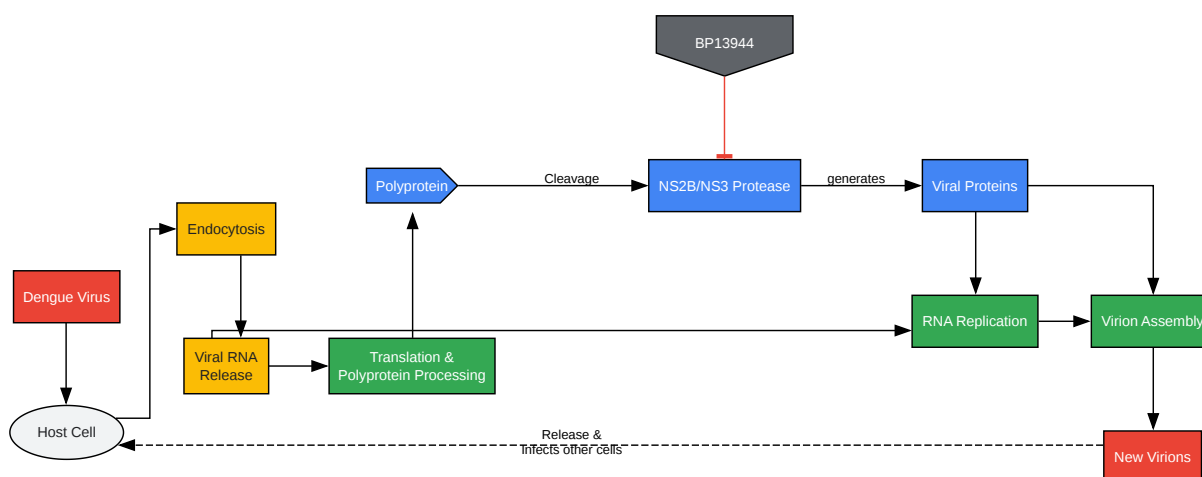 BP13944
Polyprotein
Cleavage
NS2B/NS3 Protease
generates
Viral Proteins
Endocytosis
Dengue Virus
RNA Replication
Virion Assembly
Viral RNA
Release
Translation &
Polyprotein Processing
Host Cell
Release &
Infects other cells
New Virions